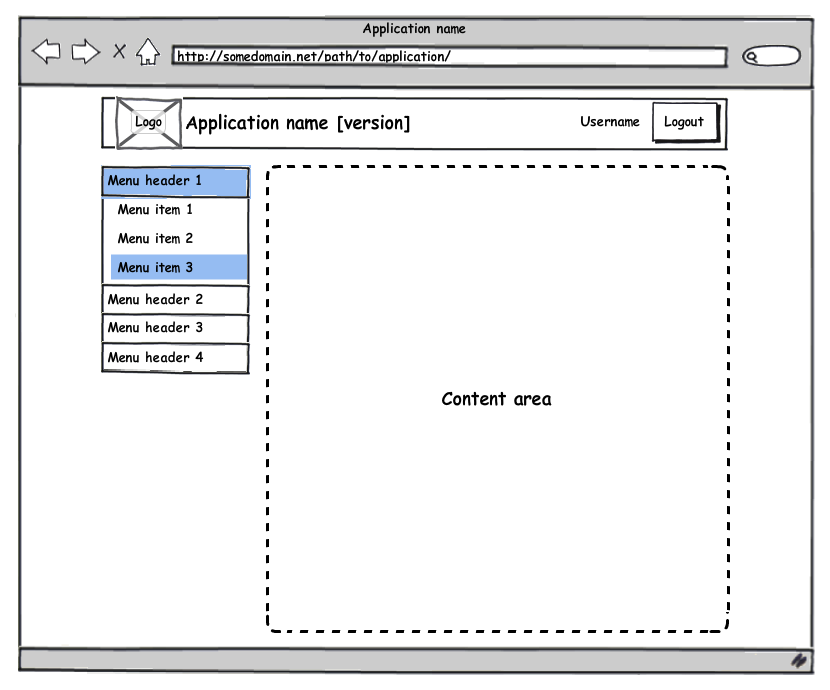 Application name
http://somedomain.net/path/to/application/
Logo
Application name [version]
Username
Logout
Menu header 1
Menu item 1
Menu item 2
Menu item 3
Menu header 2
Menu header 3
Menu header 4
Content area